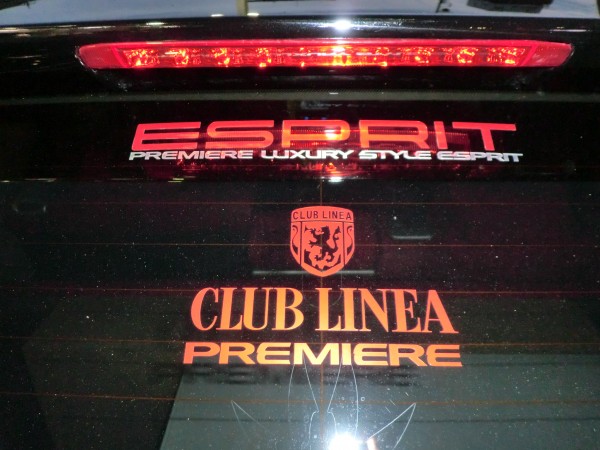 ESPRIT
PREMIERE LUXURY STYLE ESPRIT
CLUB LINEA
CLUB LINEA
PREMIERE